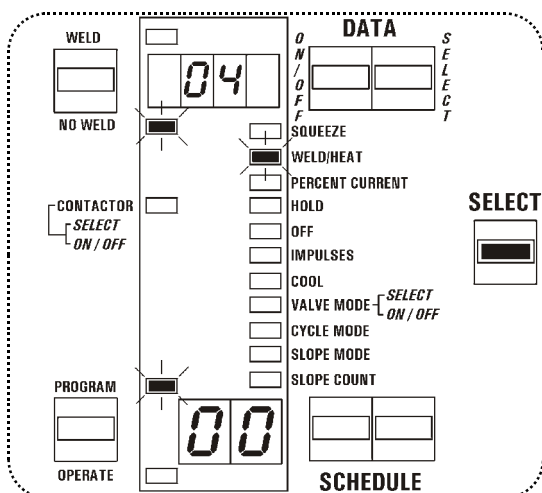 WELD
DATA
ON/OFF
SELECT
04
NO WELD
SQUEEZE
WELD/HEAT
PERCENT CURRENT
CONTACTOR
SELECT
ON / OFF
HOLD
OFF
IMPULSES
COOL
VALVE MODE
SELECT
ON / OFF
CYCLE MODE
SLOPE MODE
SLOPE COUNT
SELECT
PROGRAM
00
OPERATE
SCHEDULE